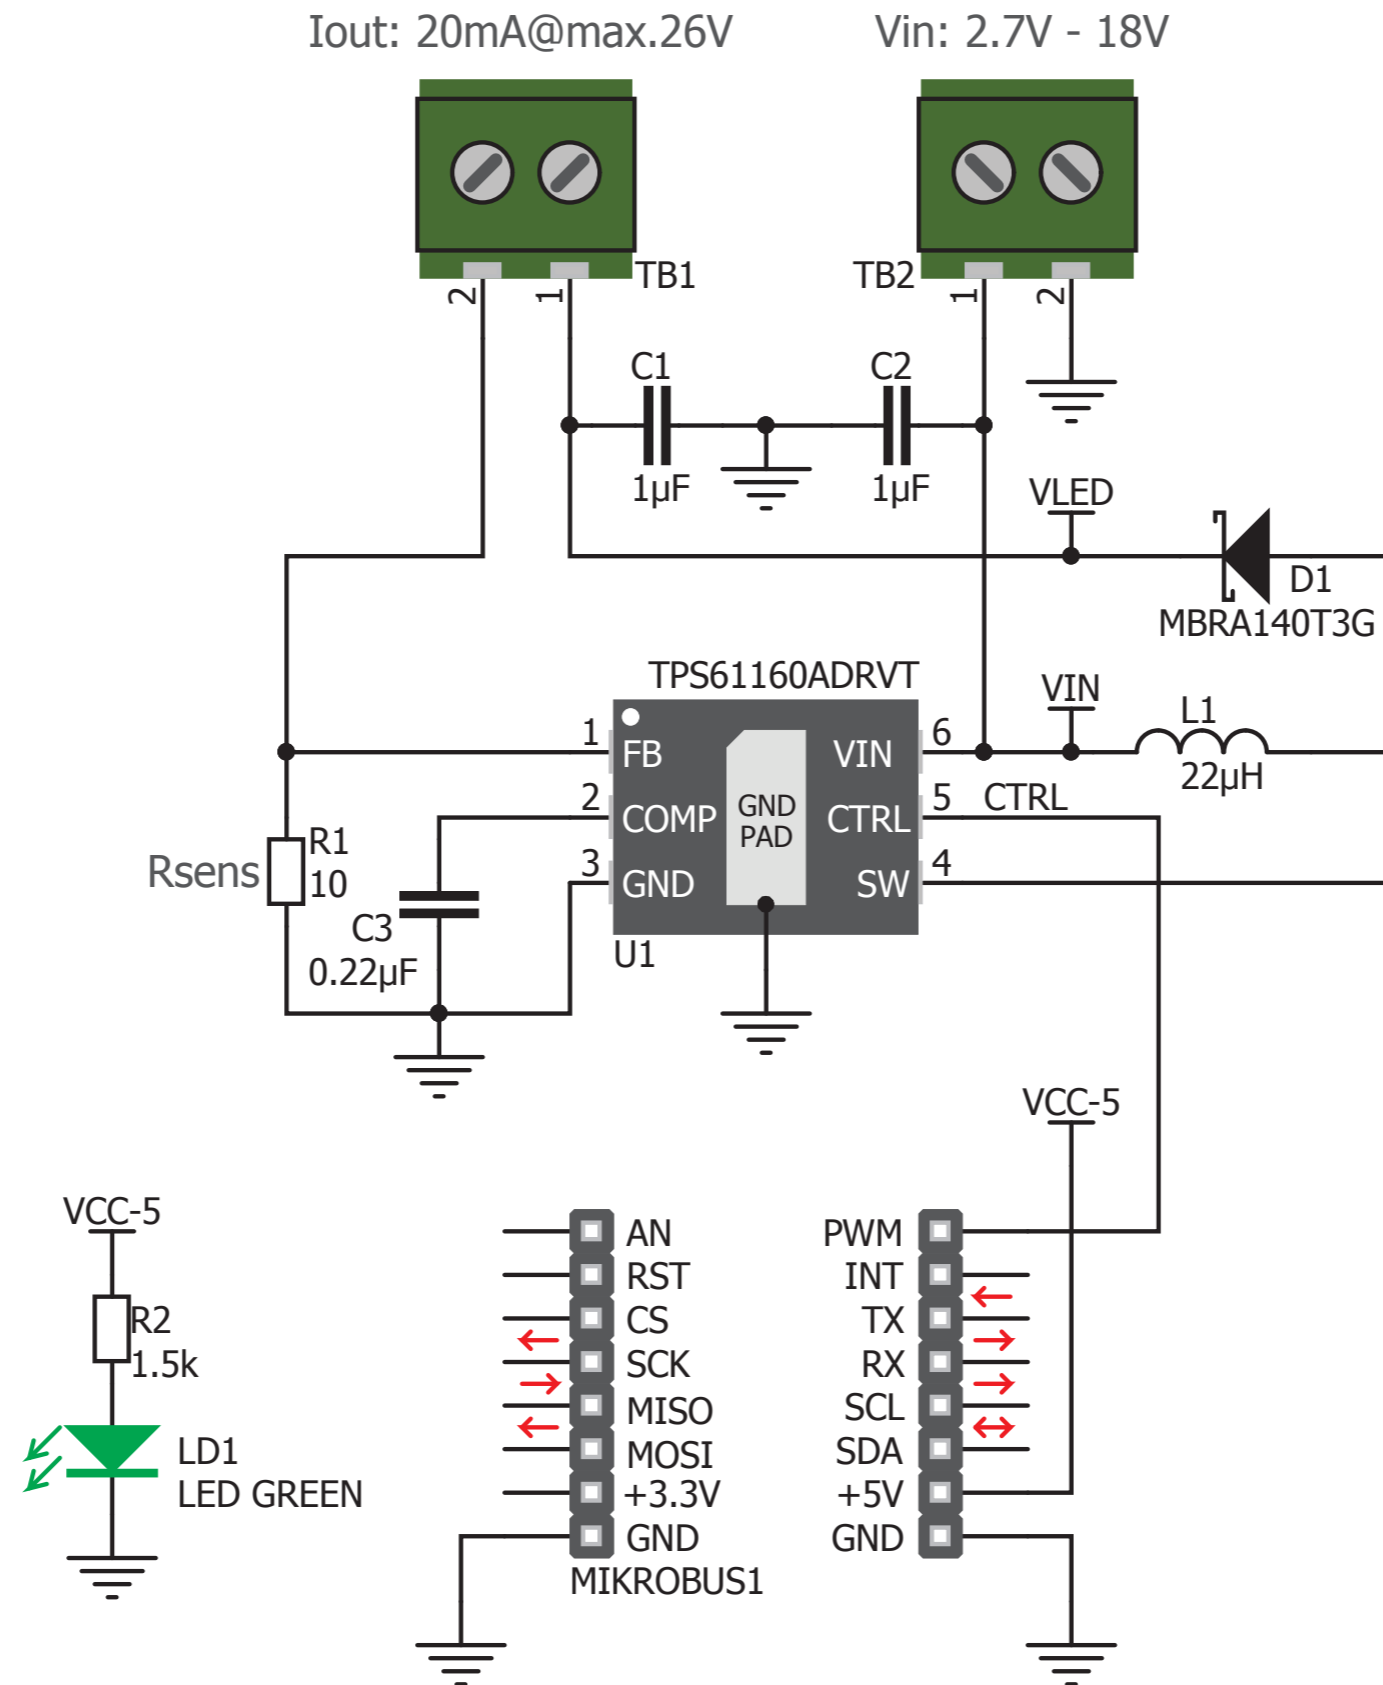 Iout: 20mA@max.26V
Vin: 2.7V - 18V
TB1
TB2
2
1
1
2
C1
C2
1µF
1µF
VLED
D1
MBRA140T3G
TPS61160ADRVT
VIN
L1
22µH
1
FB
VIN
6
2
COMP
GND
PAD
CTRL
5
CTRL
3
GND
SW
4
Rsens
R1
10
C3
0.22µF
U1
VCC-5
VCC-5
R2
1.5k
LD1
LED GREEN
AN
PWM
RST
INT
CS
TX
SCK
RX
MISO
SCL
MOSI
SDA
+3.3V
+5V
GND
GND
MIKROBUS1